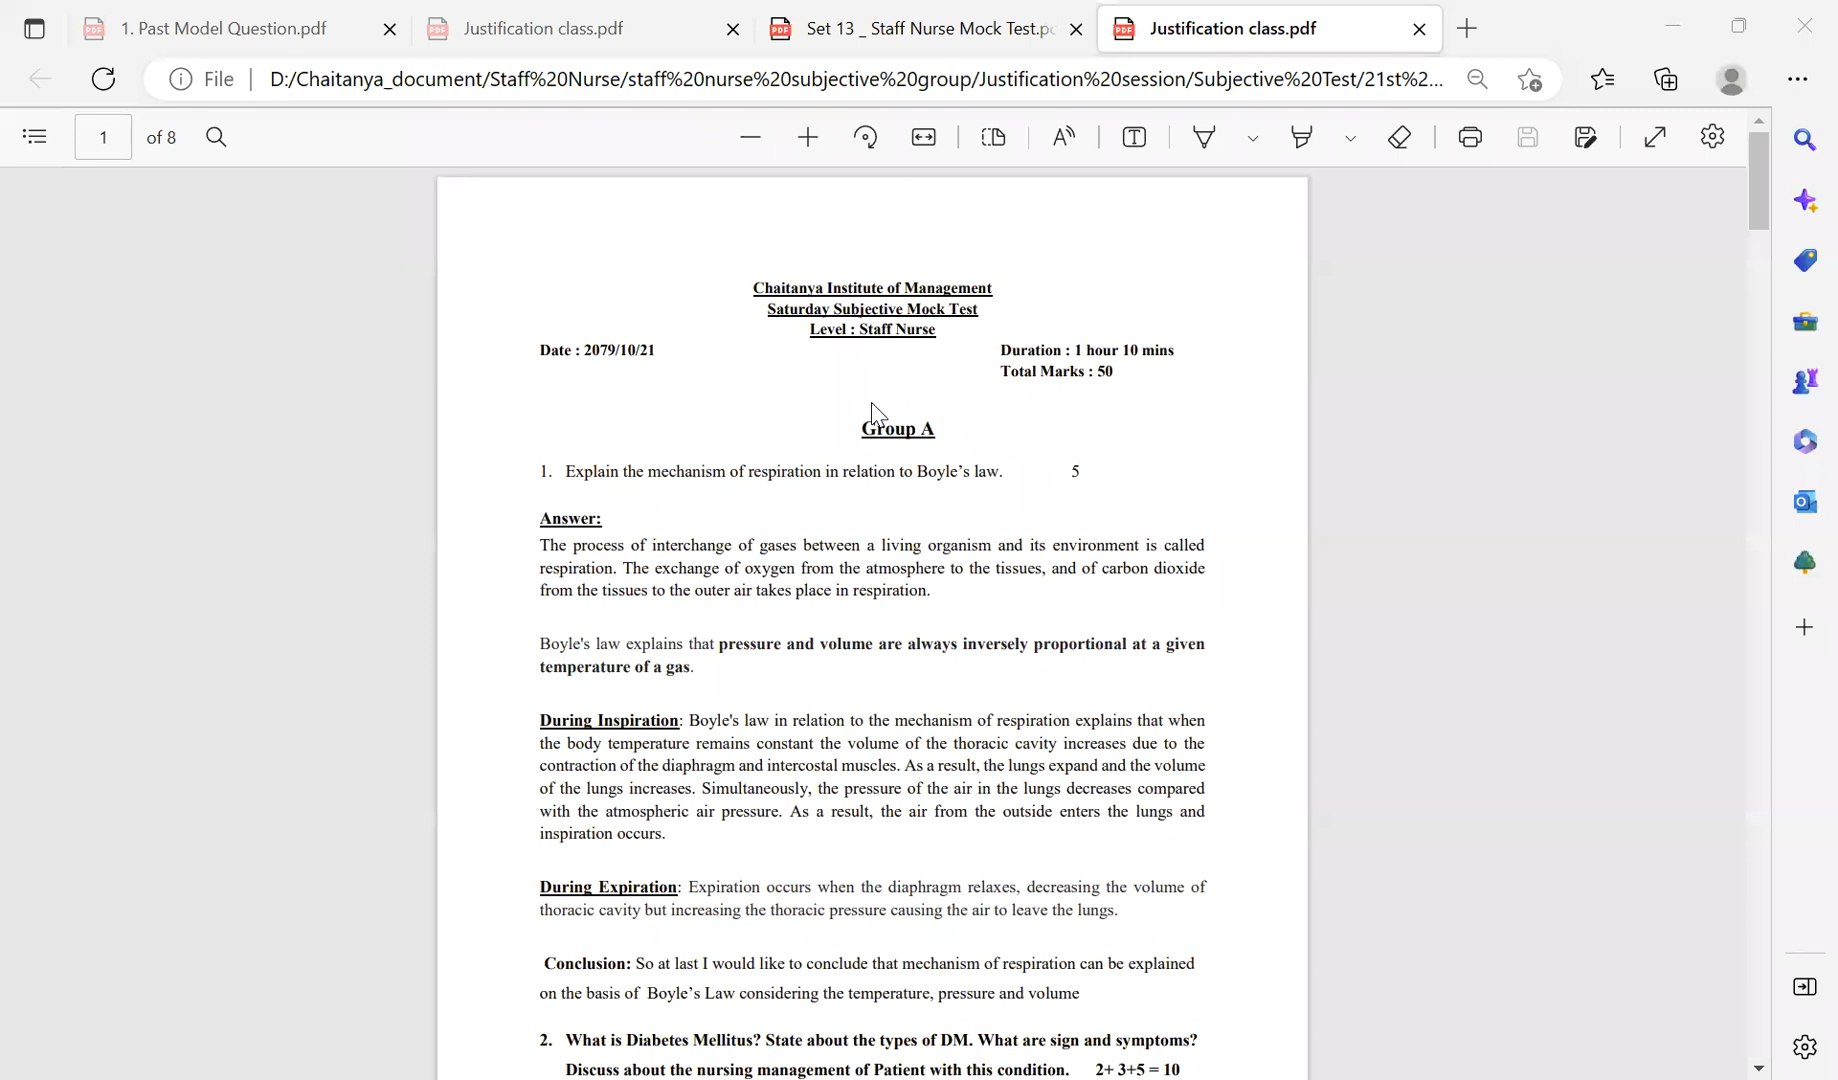 1. Past Model Question.pdf
Justification class.pdf
Set 13 _ Staff Nurse Mock Test.pc
Justification class.pdf
File
D:/Chaitanya_document/Staff%20Nurse/staff%20nurse%20subjective%20group/Justification%20session/Subjective%20Test/21st%2...
1 of 8
Chaitanya Institute of Management
Saturday Subjective Mock Test
Level : Staff Nurse
Date : 2079/10/21
Duration : 1 hour 10 mins
Total Marks : 50
Group A
1. Explain the mechanism of respiration in relation to Boyle’s law. 5
Answer:
The process of interchange of gases between a living organism and its environment is called
respiration. The exchange of oxygen from the atmosphere to the tissues, and of carbon dioxide
from the tissues to the outer air takes place in respiration.
Boyle's law explains that pressure and volume are always inversely proportional at a given
temperature of a gas.
During Inspiration: Boyle's law in relation to the mechanism of respiration explains that when
the body temperature remains constant the volume of the thoracic cavity increases due to the
contraction of the diaphragm and intercostal muscles. As a result, the lungs expand and the volume
of the lungs increases. Simultaneously, the pressure of the air in the lungs decreases compared
with the atmospheric air pressure. As a result, the air from the outside enters the lungs and
inspiration occurs.
During Expiration: Expiration occurs when the diaphragm relaxes, decreasing the volume of
thoracic cavity but increasing the thoracic pressure causing the air to leave the lungs.
Conclusion: So at last I would like to conclude that mechanism of respiration can be explained
on the basis of Boyle’s Law considering the temperature, pressure and volume
2. What is Diabetes Mellitus? State about the types of DM. What are sign and symptoms?
Discuss about the nursing management of Patient with this condition. 2+ 3+5 = 10